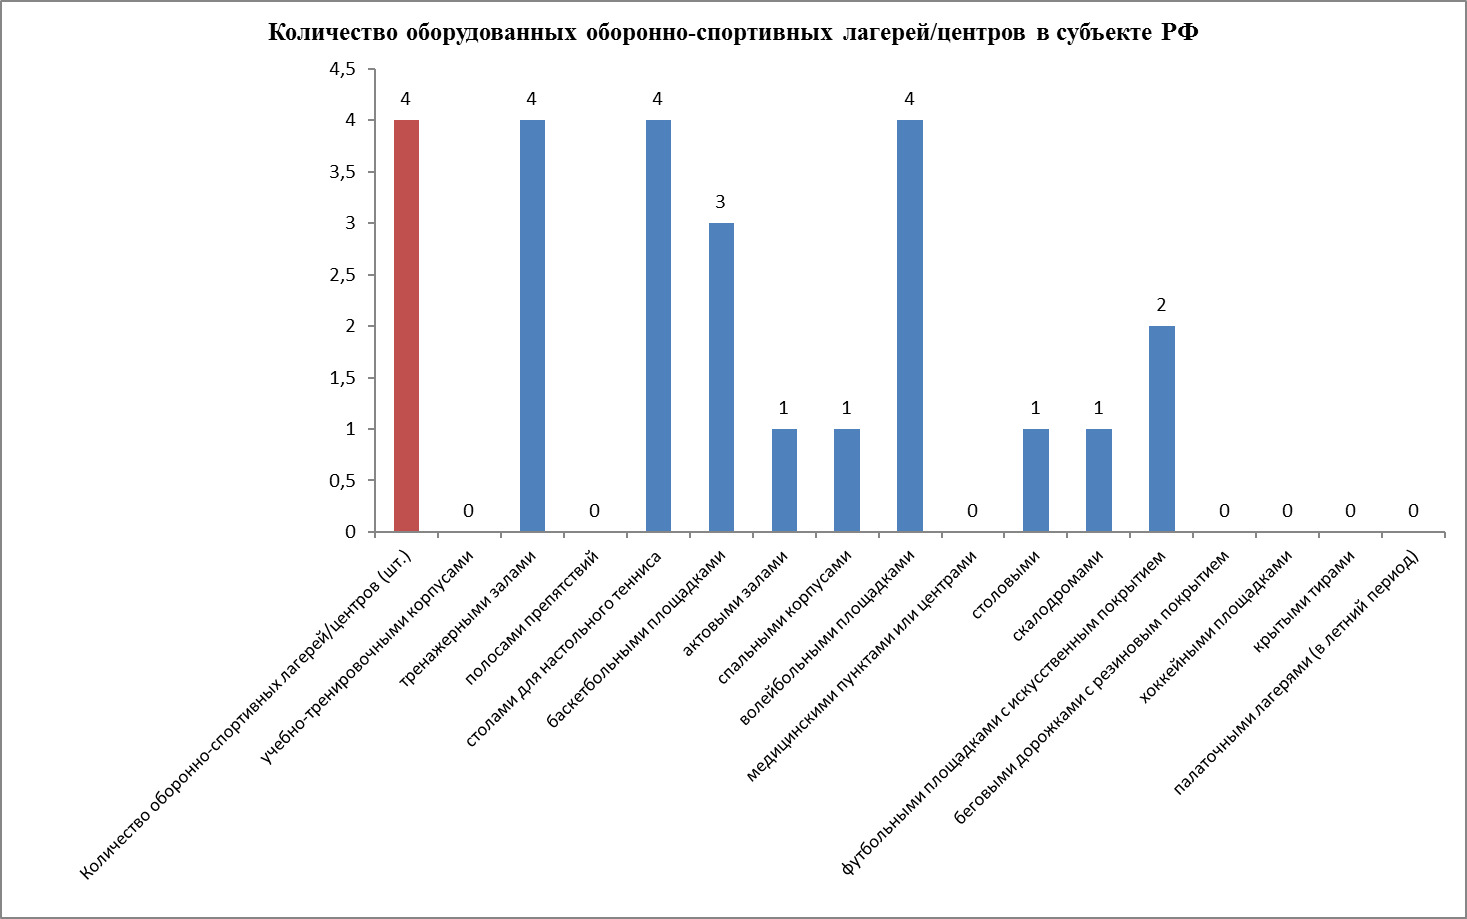 Количество оборудованных оборонно-спортивных лагерей/центров в субъекте РФ
4,5
4
3,5
3
2,5
2
1,5
1
0,5
0
4
0
4
0
4
3
1
1
4
0
1
1
2
0
0
0
0
Количество оборонно-спортивных лагерей/центров (шт.)
учебно-тренировочными корпусами
тренажерными залами
полосами препятствий
столами для настольного тенниса
баскетбольными площадками
актовыми залами
спальными корпусами
волейбольными площадками
медицинскими пунктами или центрами
столовыми
скалодромами
футбольными площадками с искусственным покрытием
беговыми дорожками с резиновым покрытием
хоккейными площадками
крытыми тирами
палаточными лагерями (в летний период)